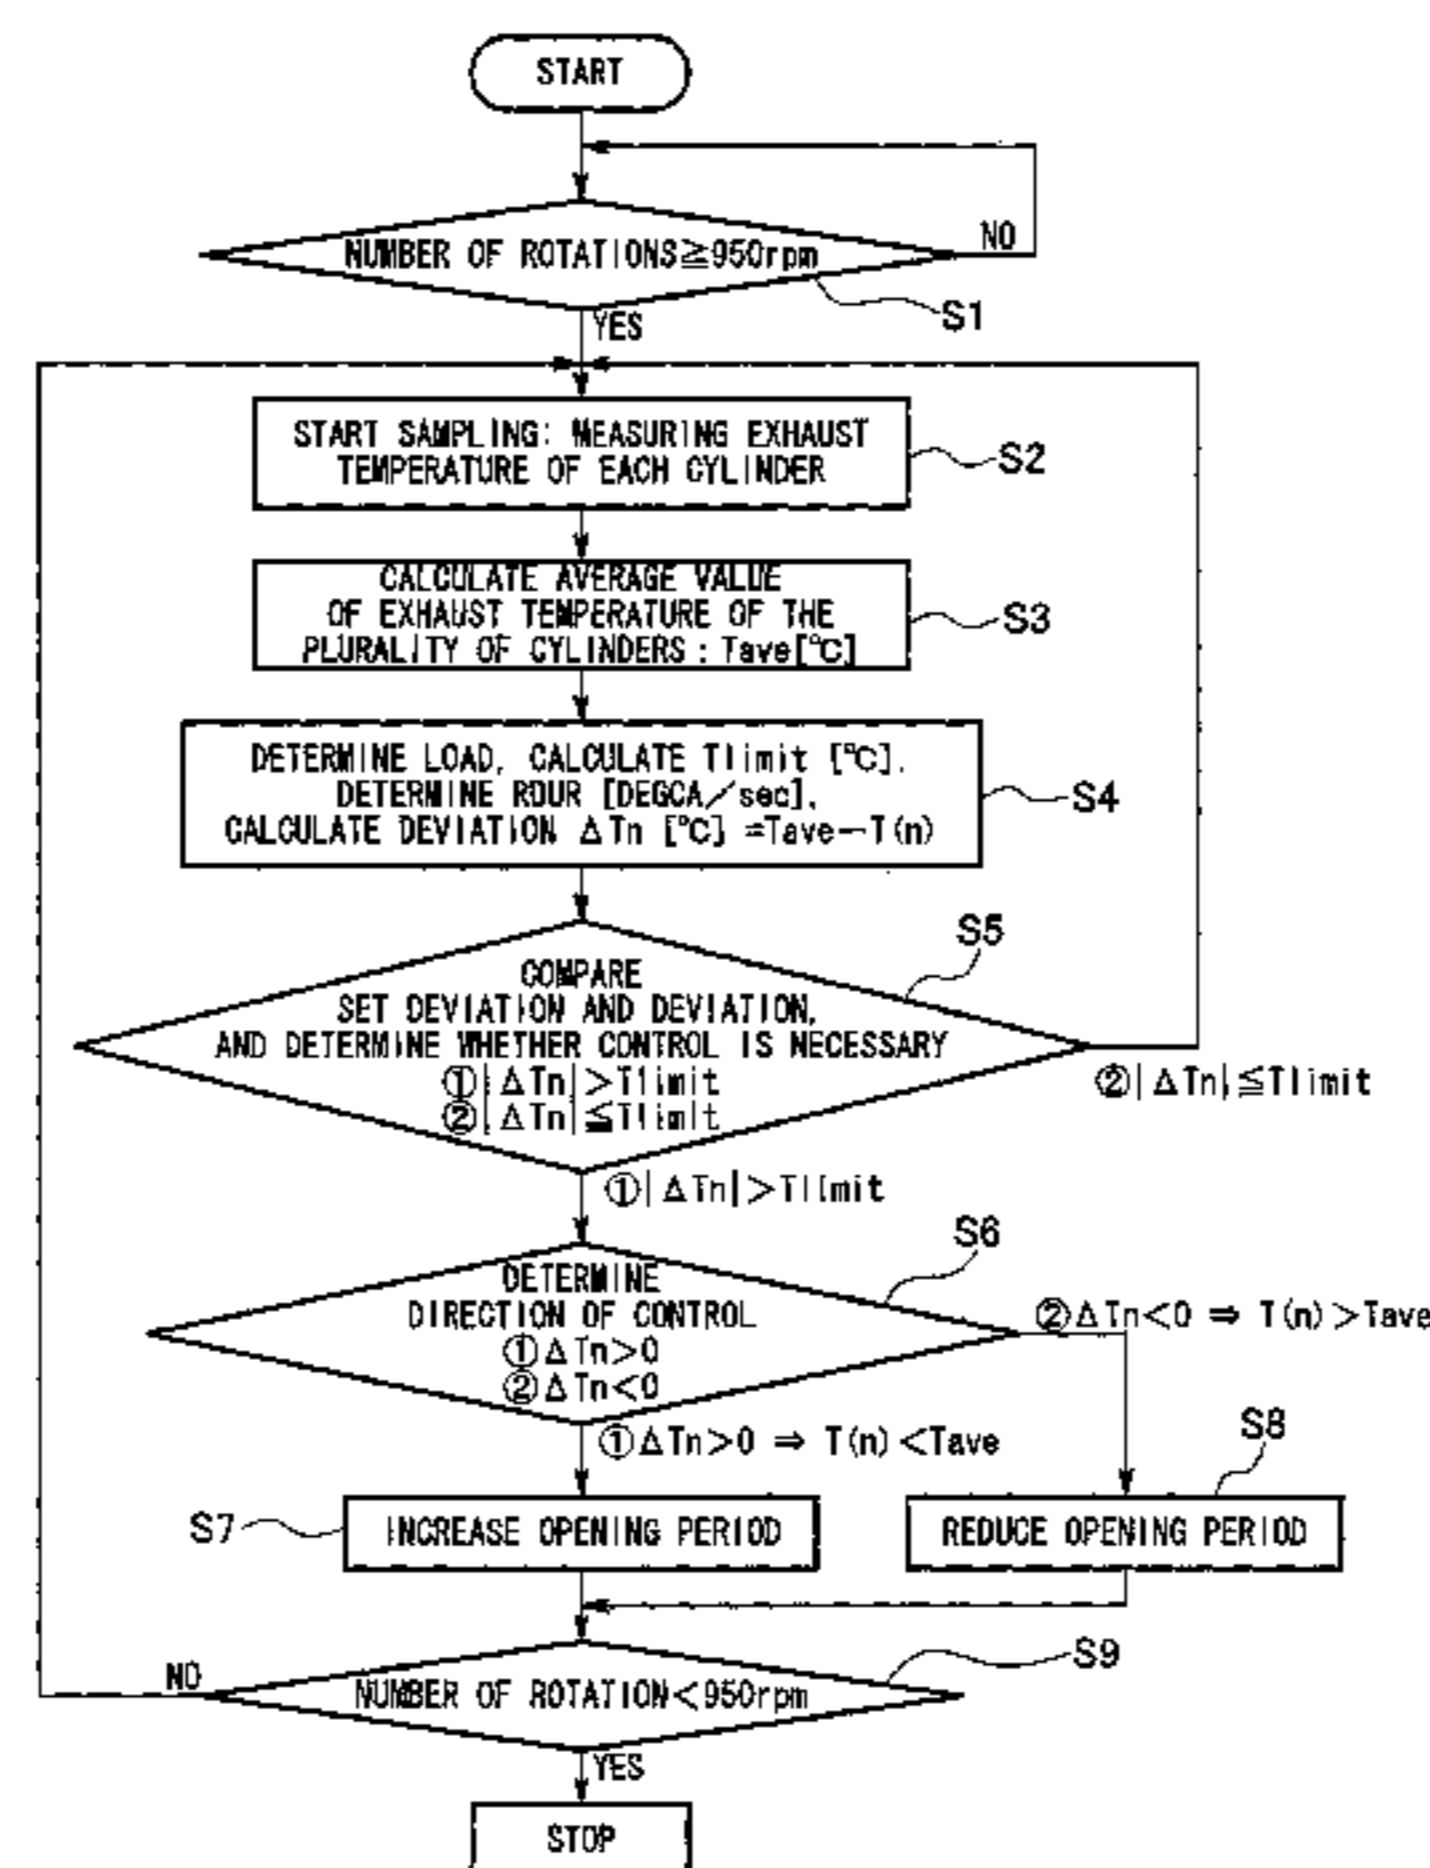 START
NUMBER OF ROTATIONS≧950rpm
NO
S1
YES
START SAMPLING: MEASURING EXHAUST
TEMPERATURE OF EACH CYLINDER
S2
CALCULATE AVERAGE VALUE
OF EXHAUST TEMPERATURE OF THE
PLURALITY OF CYLINDERS : Tave[℃]
S3
DETERMINE LOAD, CALCULATE Tlimit [℃],
DETERMINE RDUR [DEGCA/sec],
CALCULATE DEVIATION ΔTn [℃] =Tave−T(n)
S4
S5
COMPARE
SET DEVIATION AND DEVIATION,
AND DETERMINE WHETHER CONTROL IS NECESSARY
①|ΔTn|>Tlimit
②|ΔTn|≦Tlimit
②|ΔTn|≦Tlimit
①|ΔTn|>Tlimit
S6
DETERMINE
DIRECTION OF CONTROL
①ΔTn>0
②ΔTn<0
②ΔTn<0 ⇒ T(n)>Tave
①ΔTn>0 ⇒ T(n)<Tave
S8
S7
INCREASE OPENING PERIOD
REDUCE OPENING PERIOD
S9
NO
NUMBER OF ROTATION<950rpm
YES
STOP